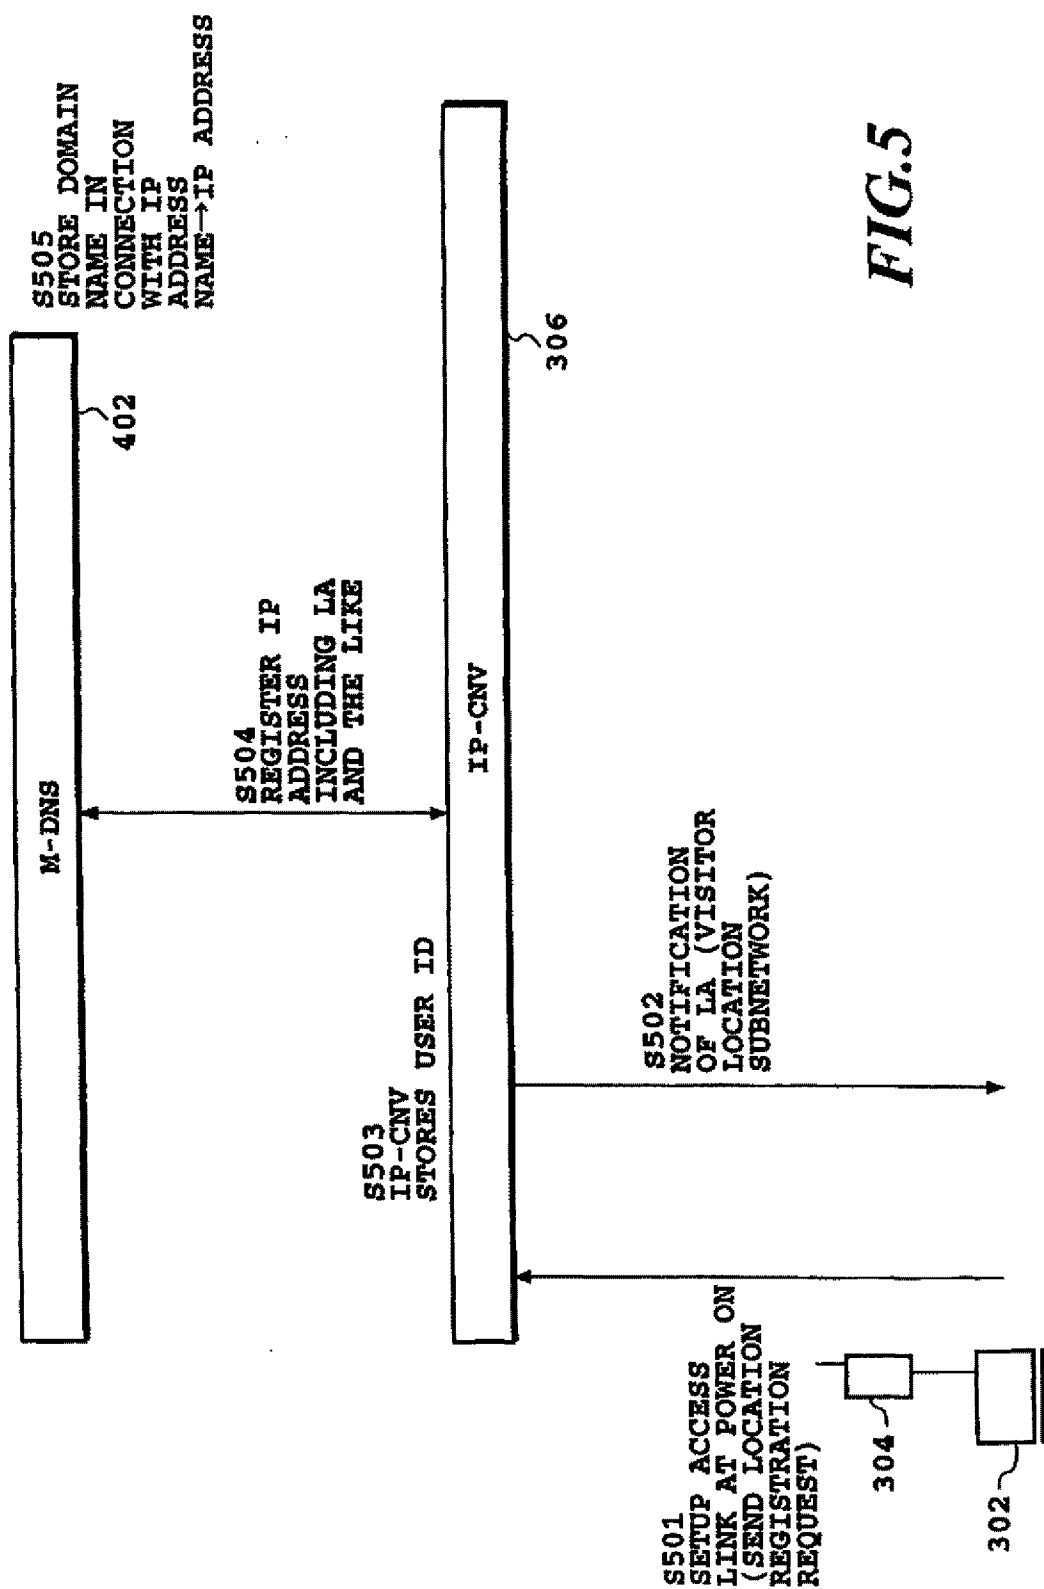 S505
STORE DOMAIN
NAME IN
CONNECTION
WITH IP
ADDRESS
NAME→IP ADDRESS
M-DNS
402
S504
REGISTER IP
ADDRESS
INCLUDING LA
AND THE LIKE
S503
IP-CNV
STORES USER ID
IP-CNV
306
S502
NOTIFICATION
OF LA (VISITOR
LOCATION
SUBNETWORK)
S501
SETUP ACCESS
LINK AT POWER ON
(SEND LOCATION
REGISTRATION
REQUEST)
304
302
FIG.5